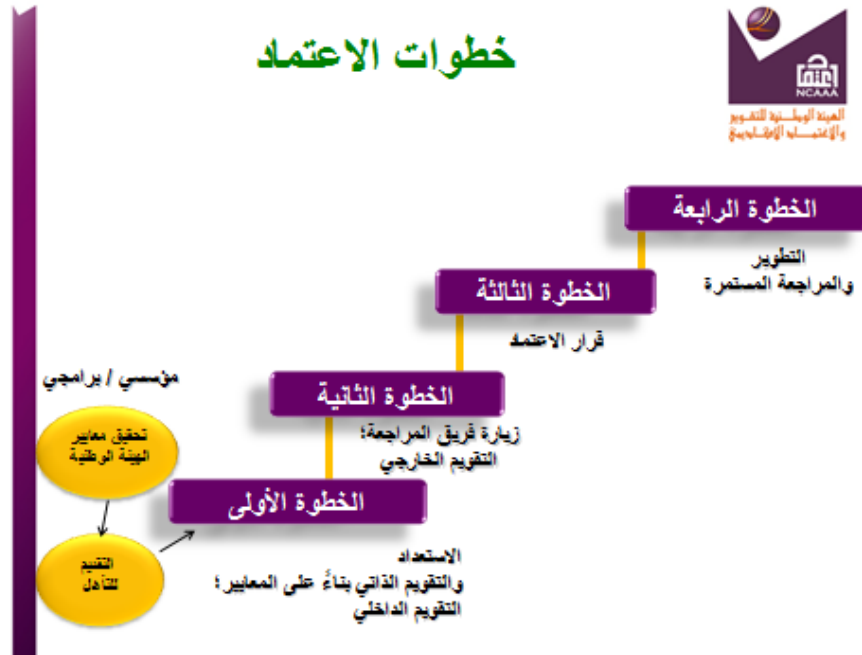 خطوات الاعتماد
اعتماد
NCAAA
الهيئة الوطنية للتقويم
والاعتماد الأكاديمي
الخطوة الرابعة
التطوير
والمراجعة المستمرة
الخطوة الثالثة
قرار الاعتماد
الخطوة الثانية
زيارة فريق المراجعة؛
التقويم الخارجي
مؤسسي / برامجي
تحقيق معايير
الهيئة الوطنية
التقديم
للتأهل
الخطوة الأولى
الاستعداد
والتقويم الذاتي بناءً على المعايير؛
التقويم الداخلي